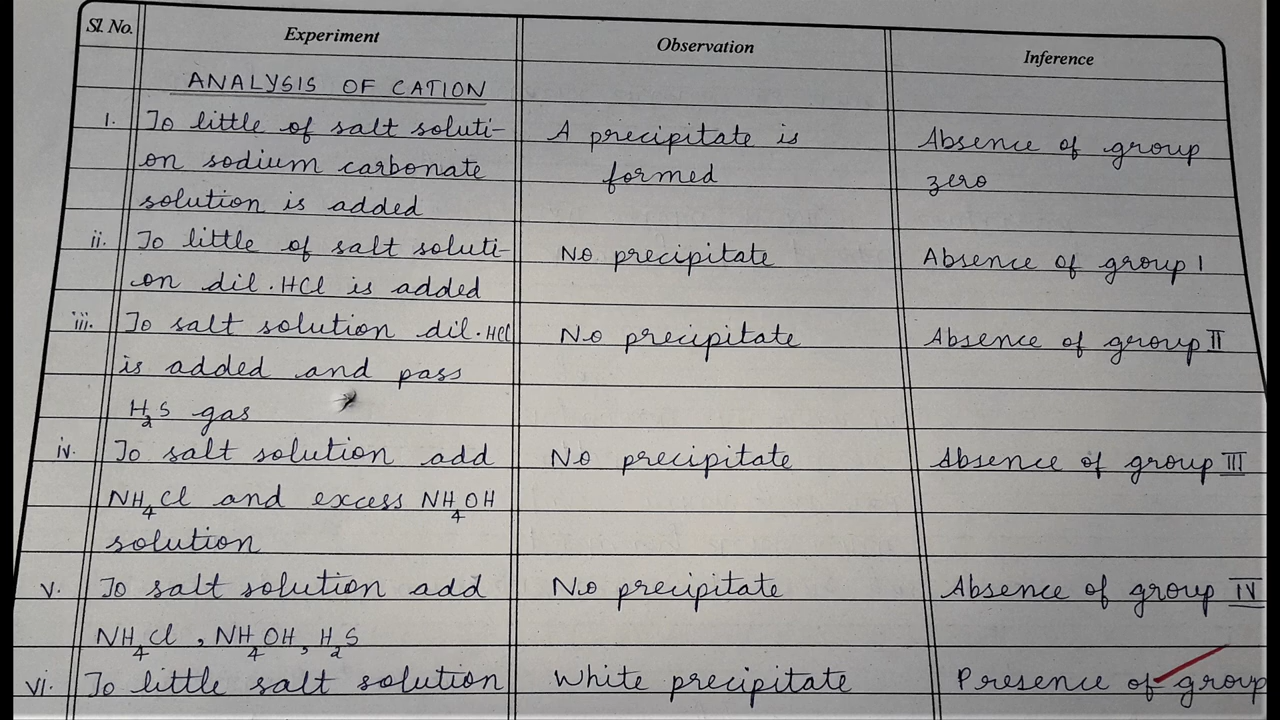 Sl. No. Experiment Observation Inference
ANALYSIS OF CATION
i. To little of salt soluti- A precipitate is Absence of group
on sodium carbonate formed zero
solution is added
ii. To little of salt soluti- No precipitate Absence of group I
on dil. HCl is added
iii. To salt solution dil. HCl No precipitate Absence of group II
is added and pass
H₂S gas
iv. To salt solution add No precipitate Absence of group III
NH₄Cl and excess NH₄OH
solution
v. To salt solution add No precipitate Absence of group IV
NH₄Cl, NH₄OH, H₂S
vi. To little salt solution White precipitate Presence of group